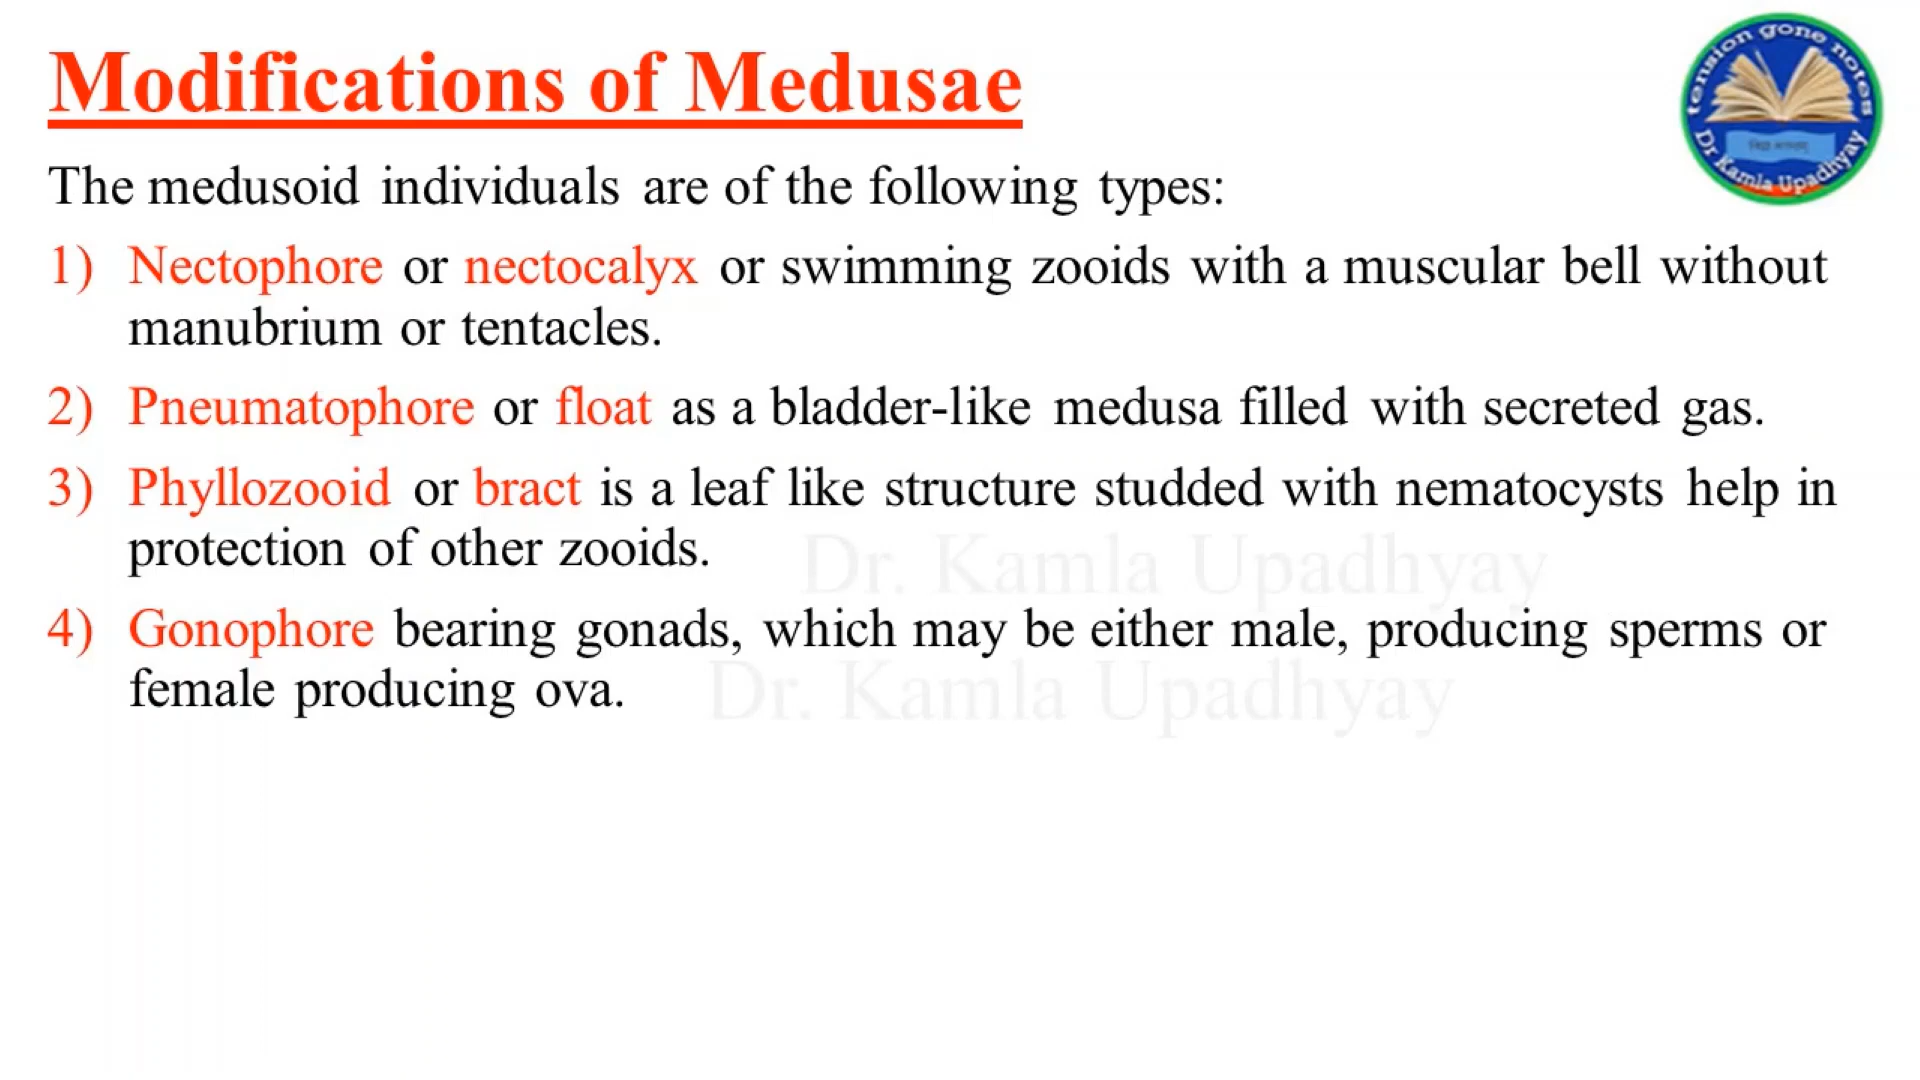 Modifications of Medusae
tension gone notes
Dr Kamla Upadhyay
The medusoid individuals are of the following types:
1) Nectophore or nectocalyx or swimming zooids with a muscular bell without
manubrium or tentacles.
2) Pneumatophore or float as a bladder-like medusa filled with secreted gas.
3) Phyllozooid or bract is a leaf like structure studded with nematocysts help in
protection of other zooids.
Dr. Kamla Upadhyay
4) Gonophore bearing gonads, which may be either male, producing sperms or
female producing ova.
Dr. Kamla Upadhyay